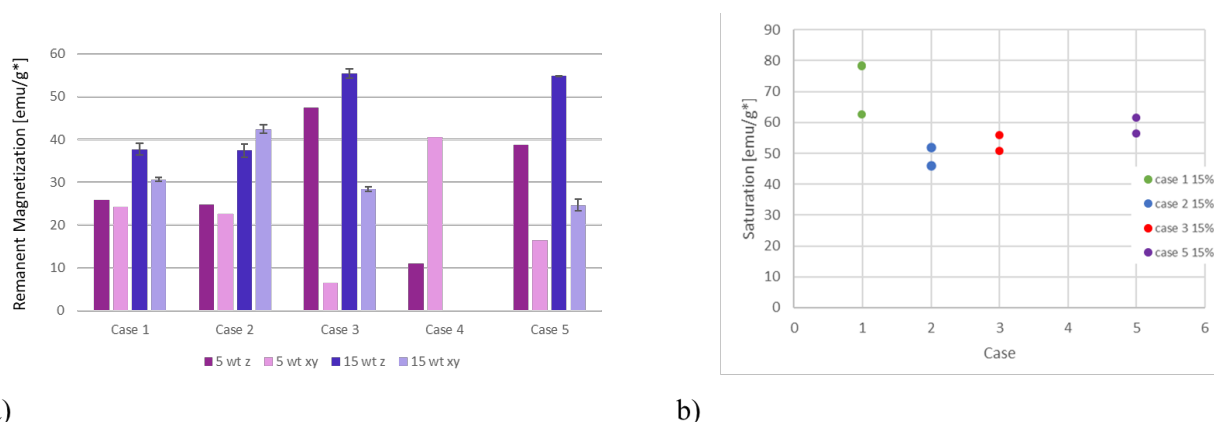 Remanent Magnetization [emu/g*]
60
50
40
30
20
10
0
Case 1 Case 2 Case 3 Case 4 Case 5
5 wt z 5 wt xy 15 wt z 15 wt xy
)
Saturation [emu/g*]
90
80
70
60
50
40
30
20
10
0
0 1 2 3 4 5 6
Case
case 1 15%
case 2 15%
case 3 15%
case 5 15%
b)